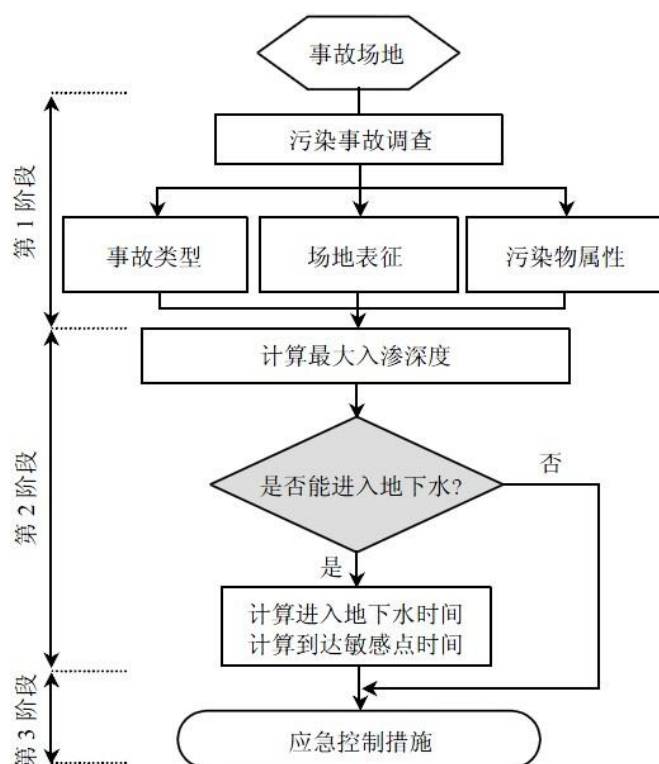 事故场地
第1阶段
污染事故调查
事故类型
场地表征
污染物属性
第2阶段
计算最大入渗深度
是否能进入地下水?
否
是
计算进入地下水时间
计算到达敏感点时间
第3阶段
应急控制措施